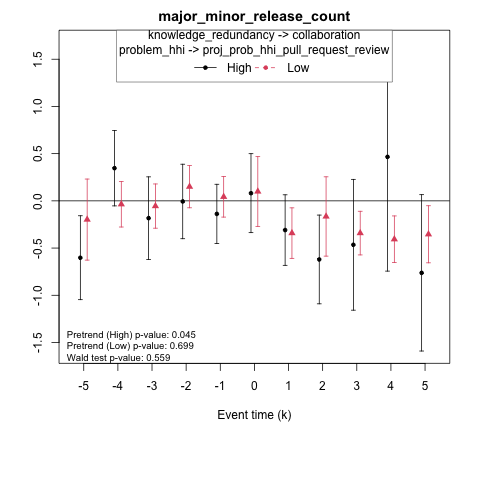 major_minor_release_count
knowledge_redundancy -> collaboration
problem_hhi -> proj_prob_hhi_pull_request_review
High Low
1.5
1.0
0.5
0.0
-0.5
-1.0
-1.5
Pretrend (High) p-value: 0.045
Pretrend (Low) p-value: 0.699
Wald test p-value: 0.559
-5 -4 -3 -2 -1 0 1 2 3 4 5
Event time (k)